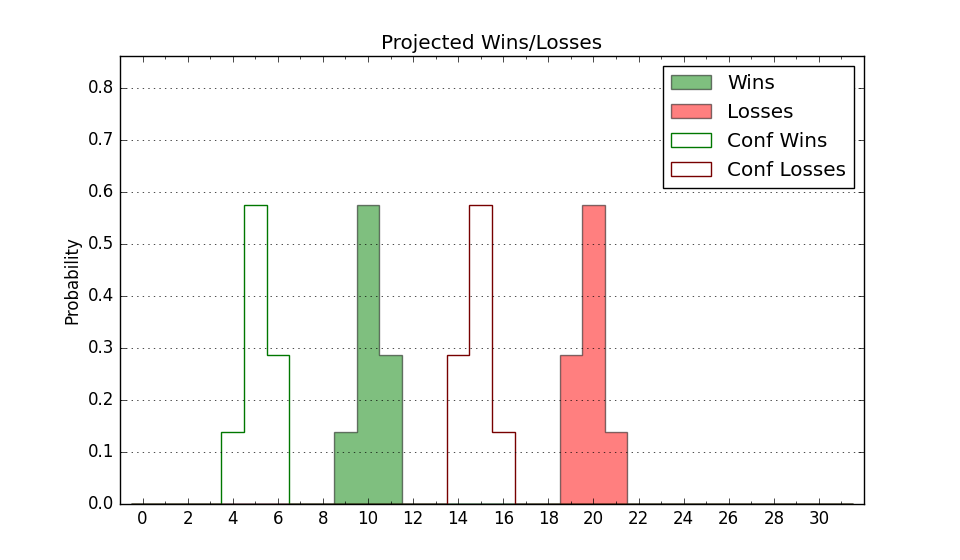 Projected Wins/Losses
Wins
Losses
Conf Wins
Conf Losses
Probability
0.8
0.7
0.6
0.5
0.4
0.3
0.2
0.1
0.0
0 2 4 6 8 10 12 14 16 18 20 22 24 26 28 30